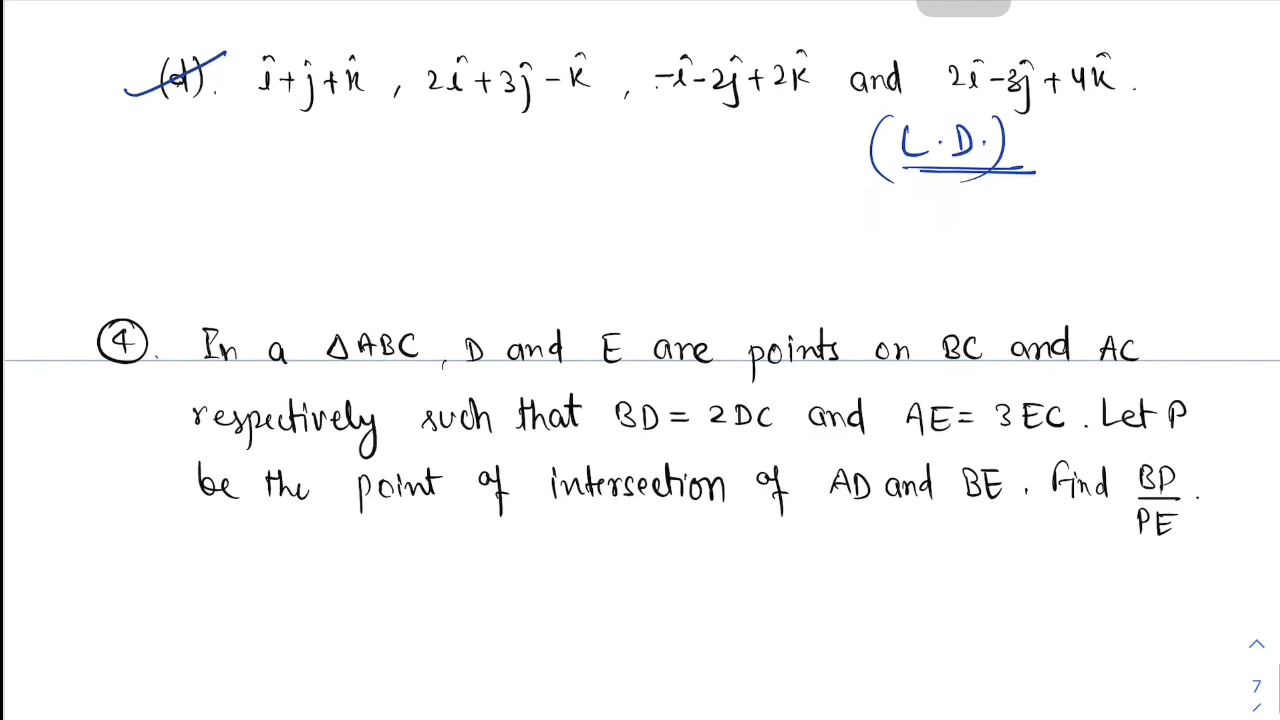 (d). î + ĵ + k̂ , 2î + 3ĵ − k̂ , −î − 2ĵ + 2k̂ and 2î − 3ĵ + 4k̂ .
(L.D.)
④. In a △ABC, D and E are points on BC and AC
respectively such that BD = 2DC and AE = 3EC. Let P
be the point of intersection of AD and BE. Find BP/PE.
7